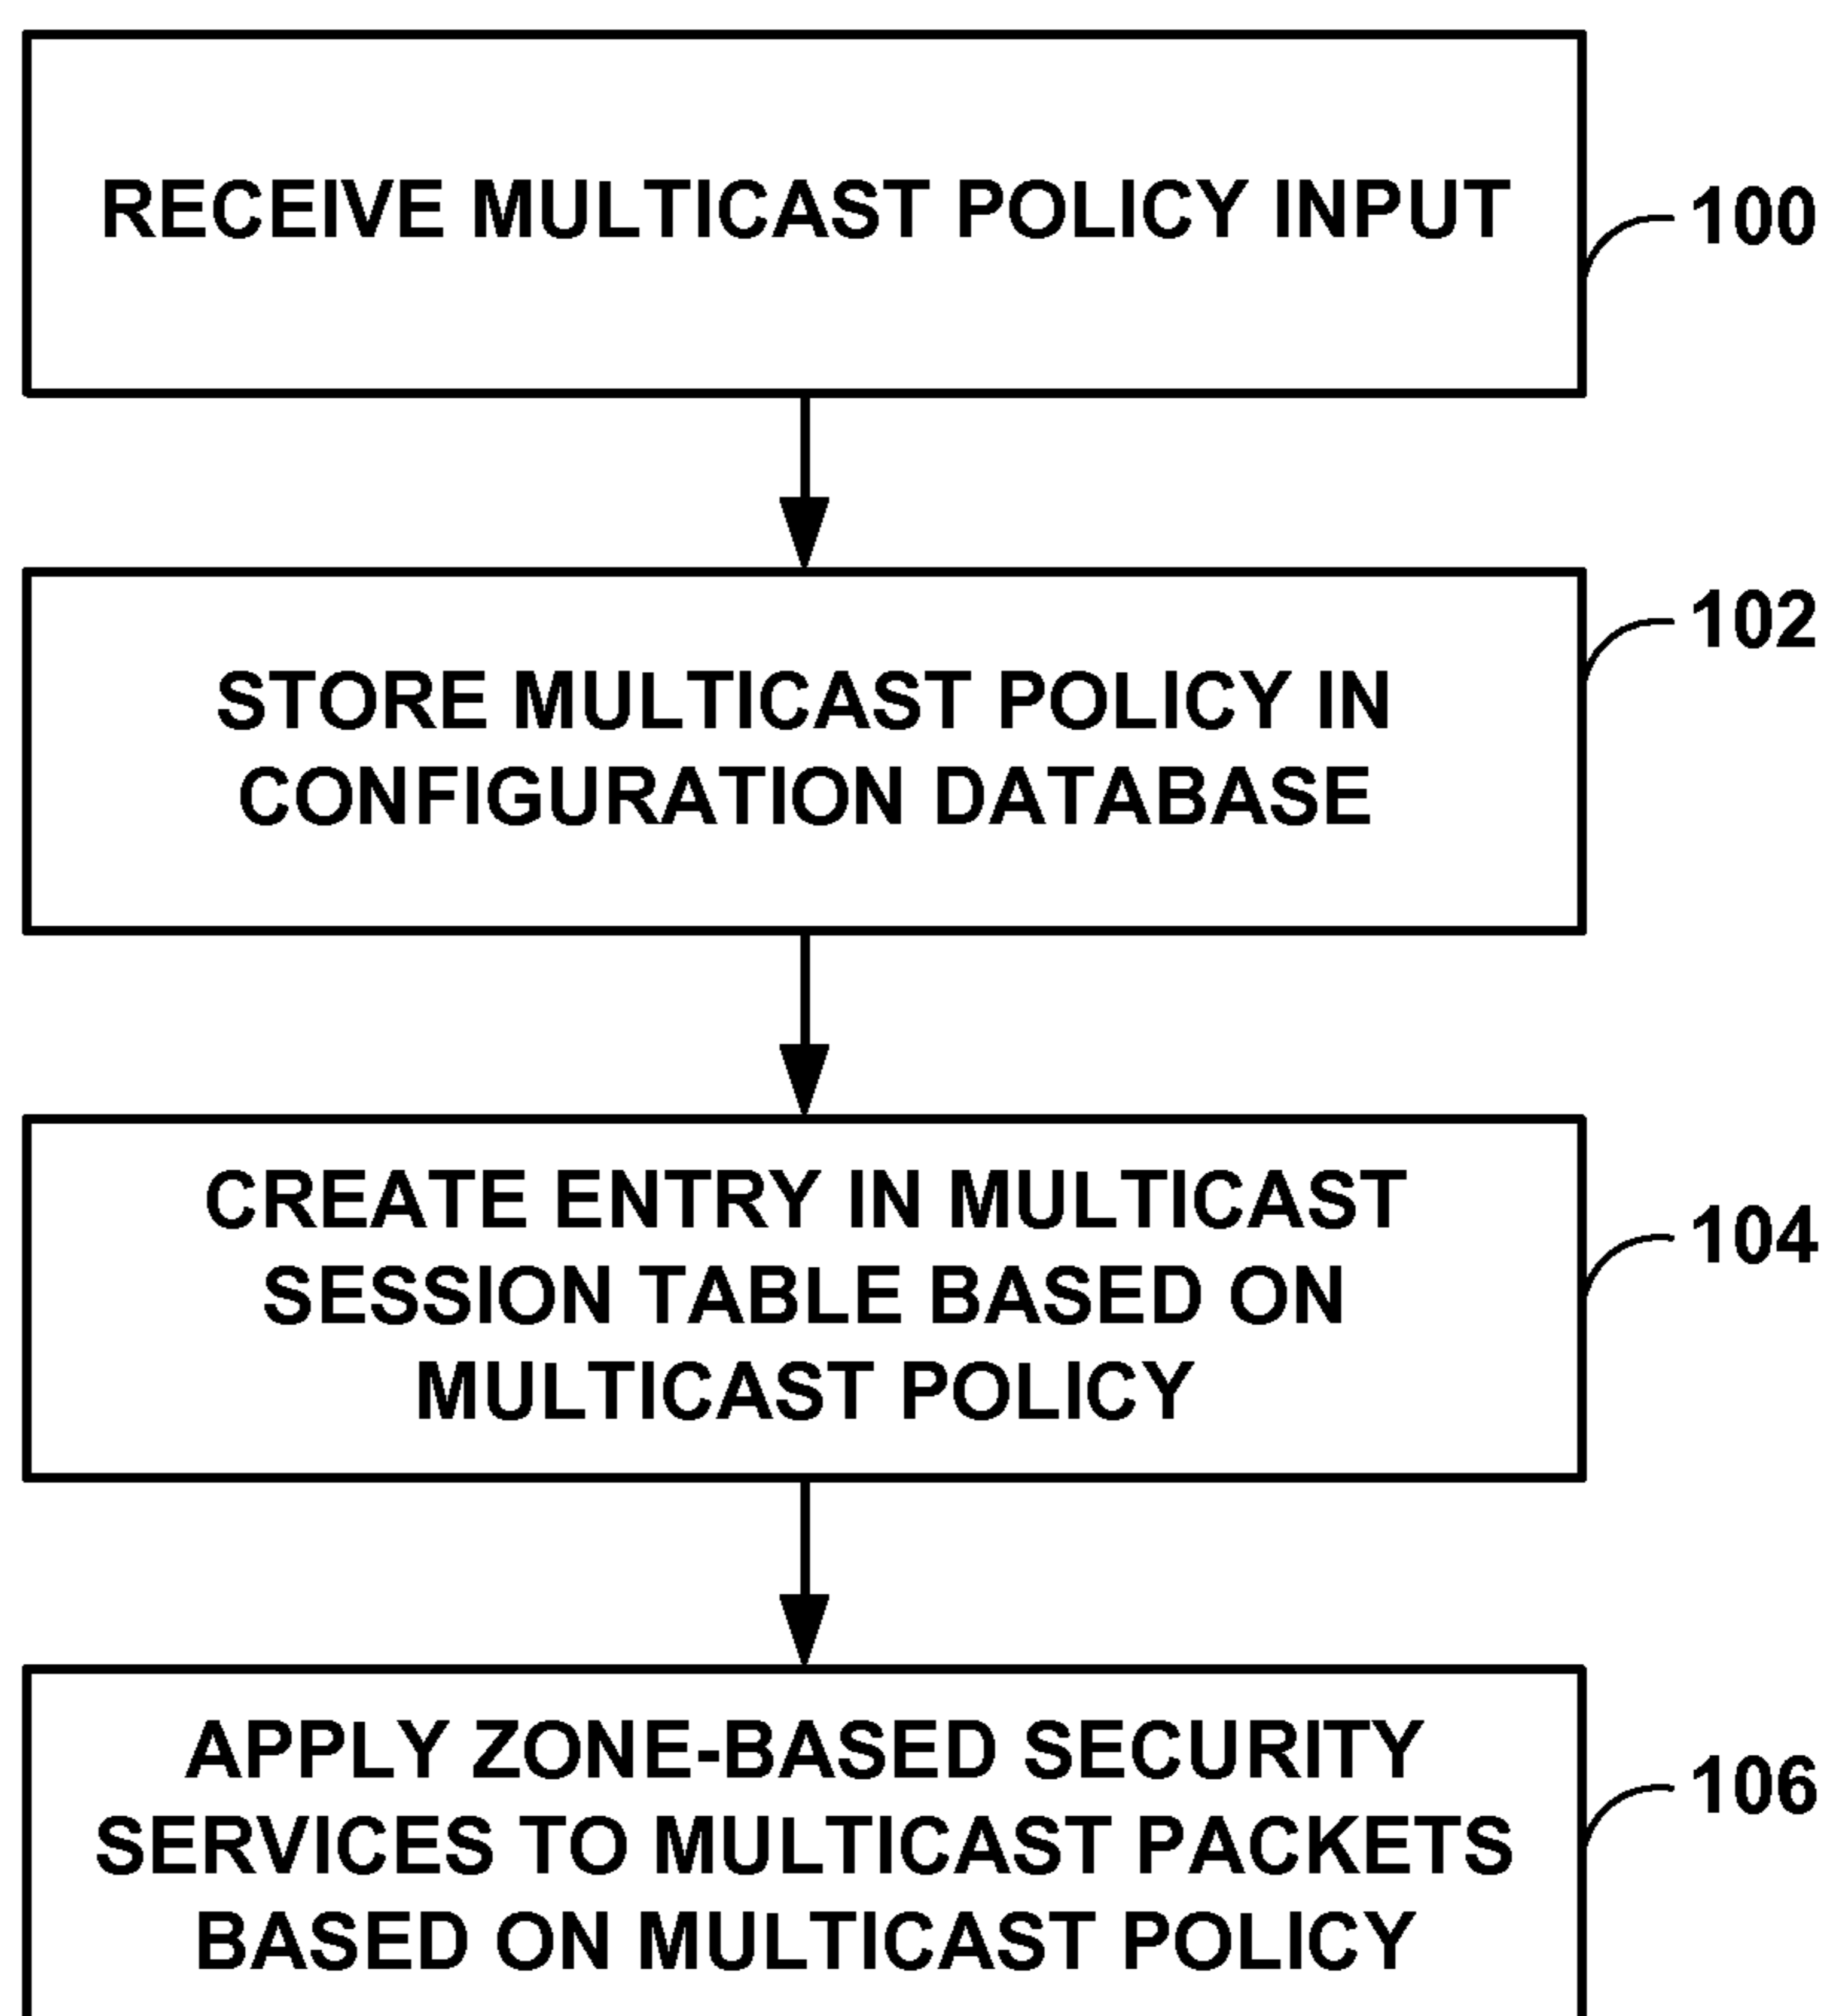 RECEIVE MULTICAST POLICY INPUT
100
STORE MULTICAST POLICY IN
CONFIGURATION DATABASE
102
CREATE ENTRY IN MULTICAST
SESSION TABLE BASED ON
MULTICAST POLICY
104
APPLY ZONE-BASED SECURITY
SERVICES TO MULTICAST PACKETS
BASED ON MULTICAST POLICY
106